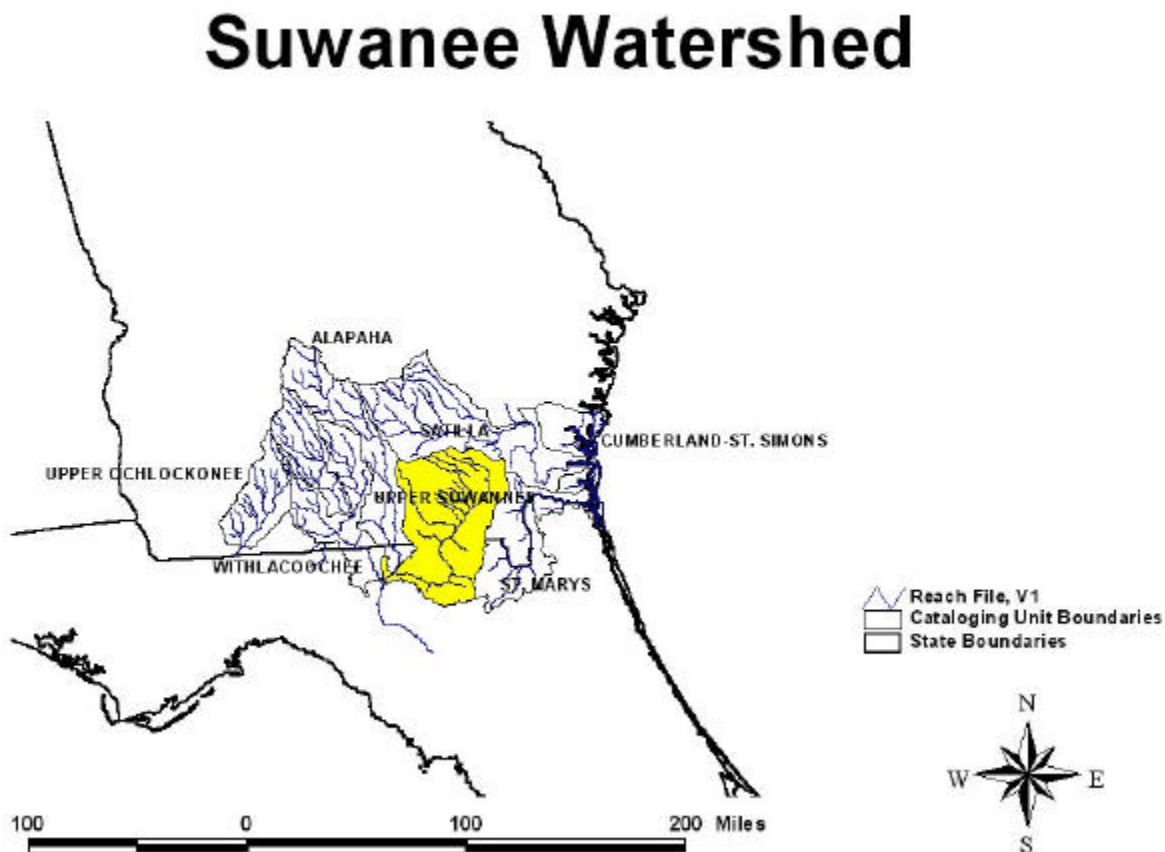 Suwanee Watershed
ALAPAHA
SATILLA
CUMBERLAND-ST. SIMONS
UPPER OCHLOCKONEE
UPPER SUWANNEE
WITHLACOOCHEE
ST. MARYS
Reach File, V1
Cataloging Unit Boundaries
State Boundaries
N
W E
S
100 0 100 200 Miles